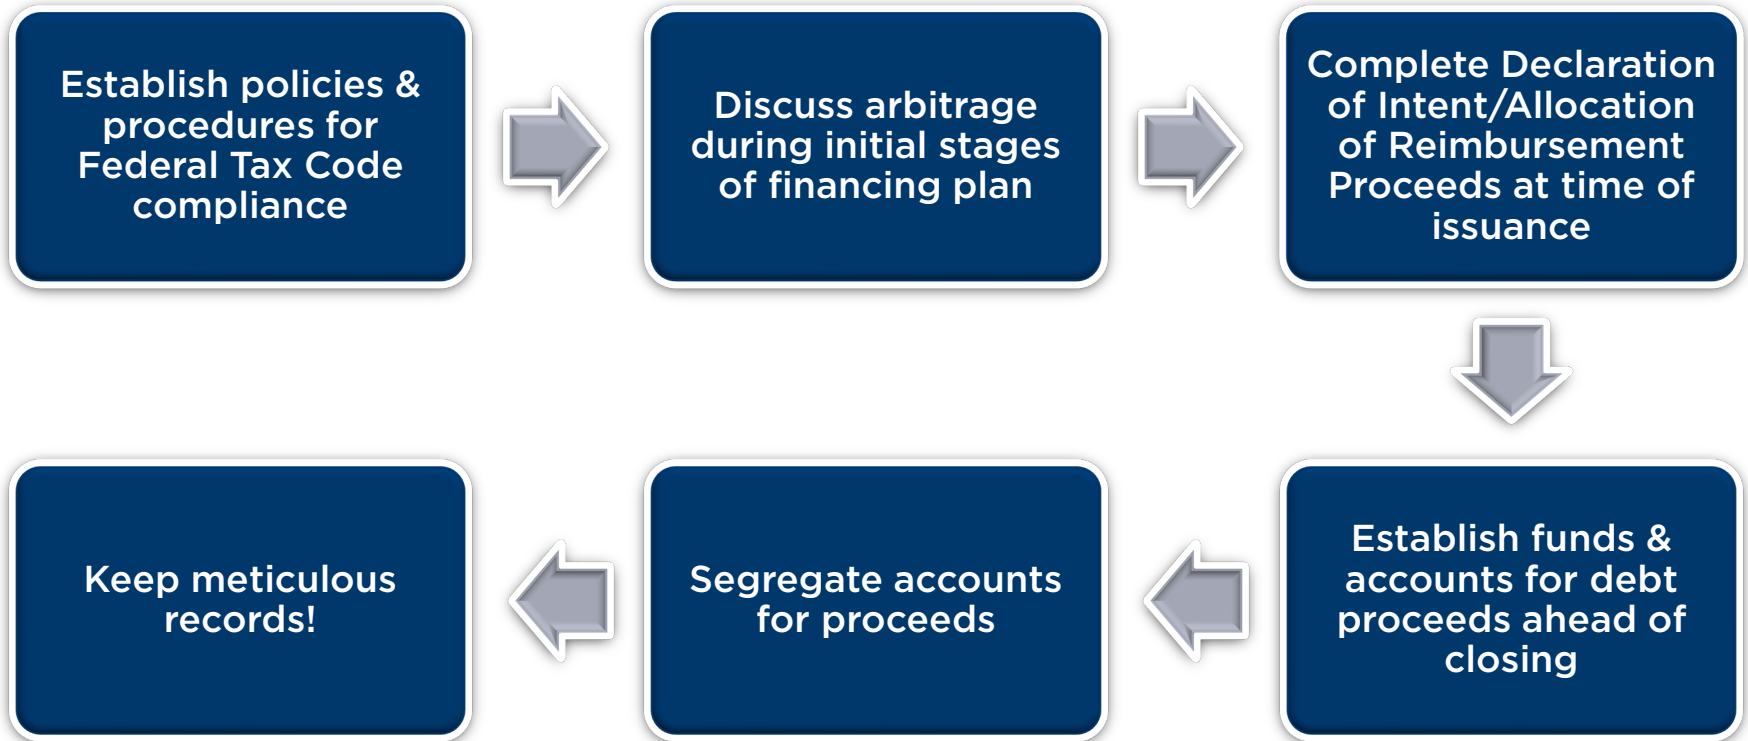 Establish policies &
procedures for
Federal Tax Code
compliance
Discuss arbitrage
during initial stages
of financing plan
Complete Declaration
of Intent/Allocation
of Reimbursement
Proceeds at time of
issuance
Establish funds &
accounts for debt
proceeds ahead of
closing
Segregate accounts
for proceeds
Keep meticulous
records!